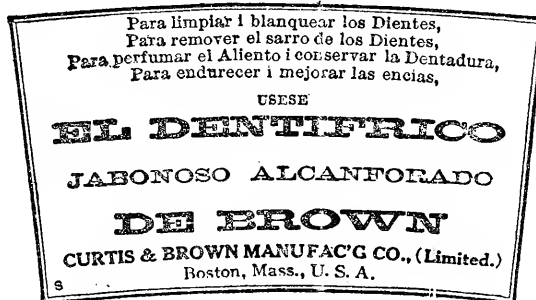 Para limpiar i blanquear los Dientes,
Para remover el sarro de los Dientes,
Para perfumar el Aliento i conservar la Dentadura,
Para endurecer i mejorar las encias,
USESE
EL DENTIFRICO
JABONOSO ALCANFORADO
DE BROWN
CURTIS & BROWN MANUFAC'G CO., (Limited.)
Boston, Mass., U. S. A.
S